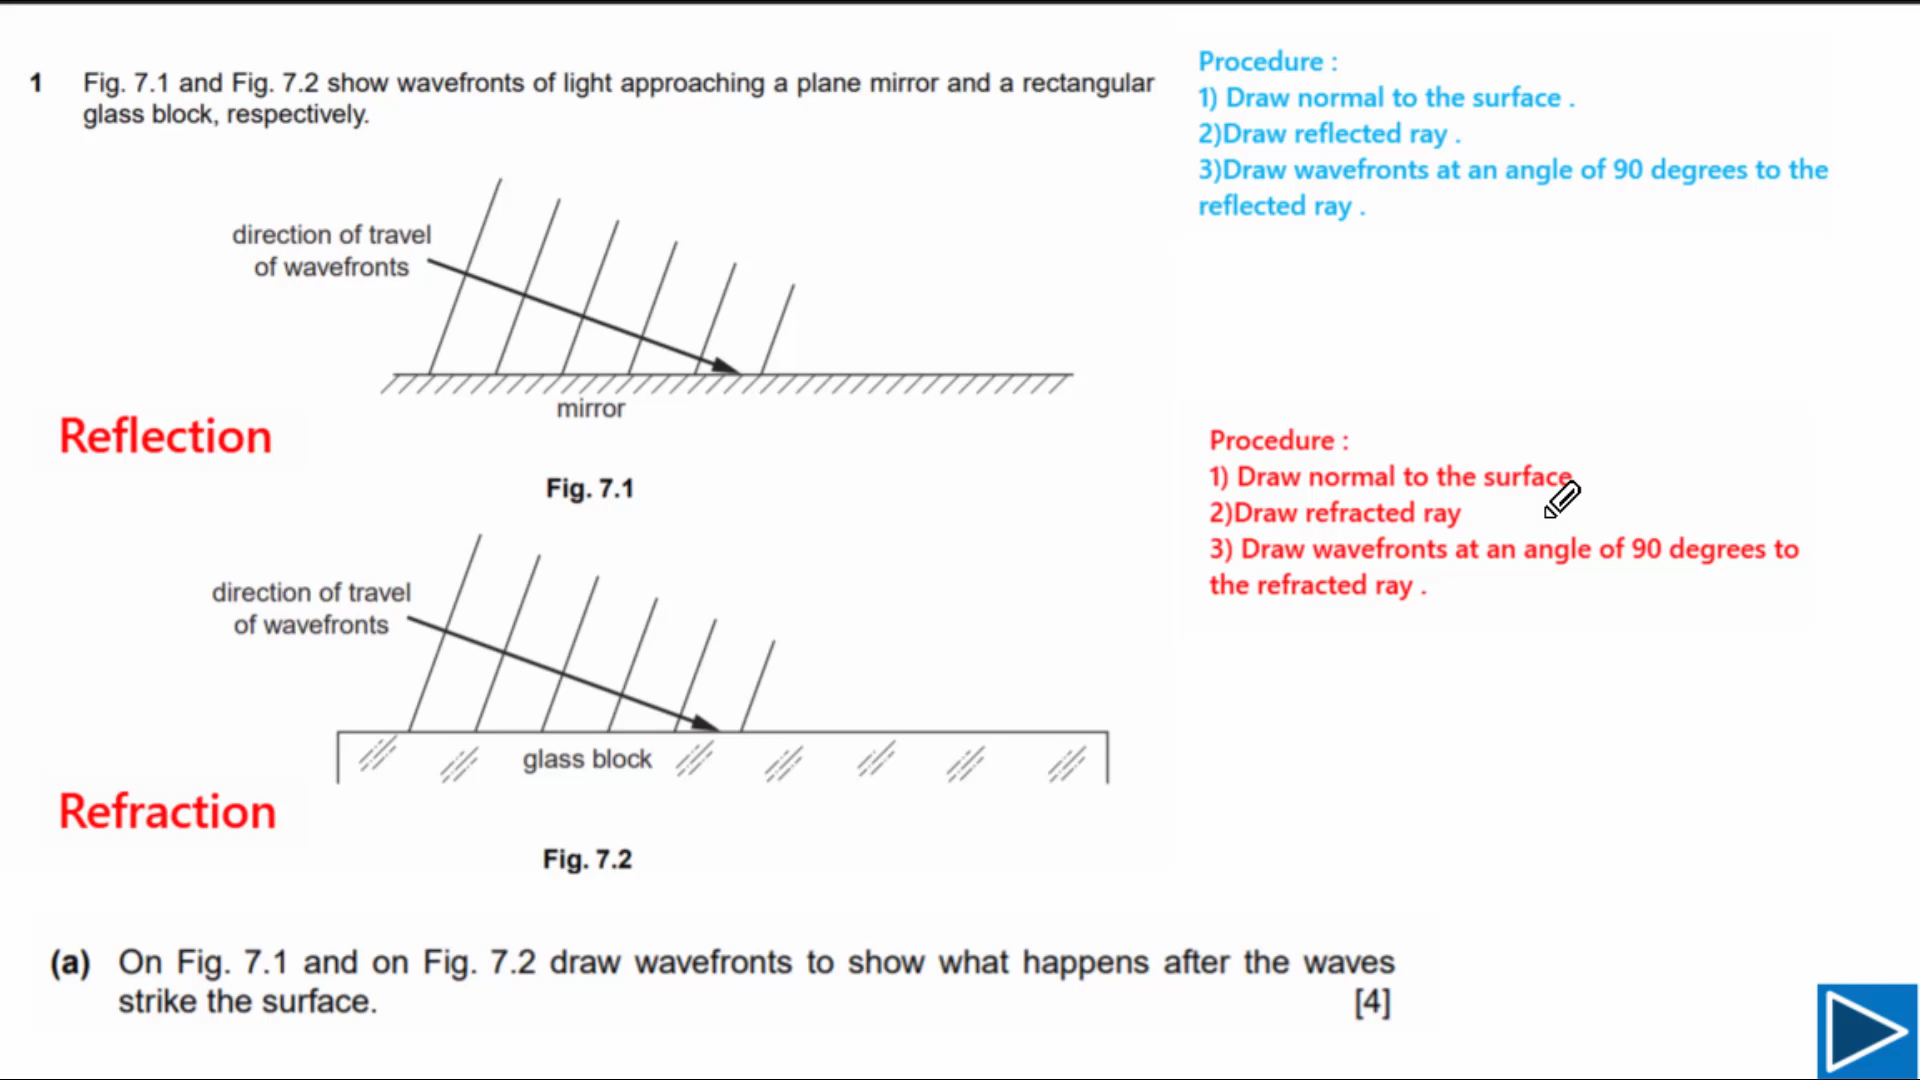 1 Fig. 7.1 and Fig. 7.2 show wavefronts of light approaching a plane mirror and a rectangular
glass block, respectively.
Procedure :
1) Draw normal to the surface .
2)Draw reflected ray .
3)Draw wavefronts at an angle of 90 degrees to the
reflected ray .
direction of travel
of wavefronts
mirror
Reflection
Fig. 7.1
Procedure :
1) Draw normal to the surface
2)Draw refracted ray
3) Draw wavefronts at an angle of 90 degrees to
the refracted ray .
direction of travel
of wavefronts
glass block
Refraction
Fig. 7.2
(a) On Fig. 7.1 and on Fig. 7.2 draw wavefronts to show what happens after the waves
strike the surface. [4]